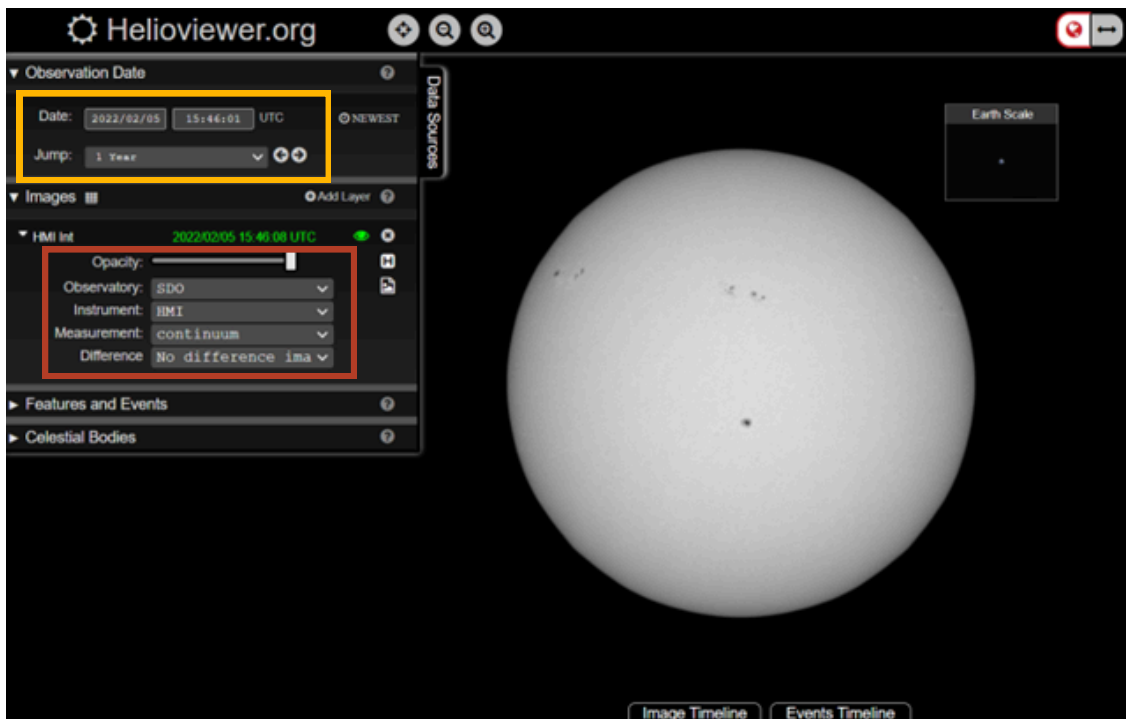 Helioviewer.org
Observation Date
Date: 2022/02/05 15:46:01 UTC NEWEST
Jump: 1 Year
Images Add Layer
HMI Int 2022/02/05 15:46:08 UTC
Opacity:
Observatory: SDO
Instrument: HMI
Measurement: continuum
Difference No difference ima
Features and Events
Celestial Bodies
Data Sources
Earth Scale
Image Timeline
Events Timeline